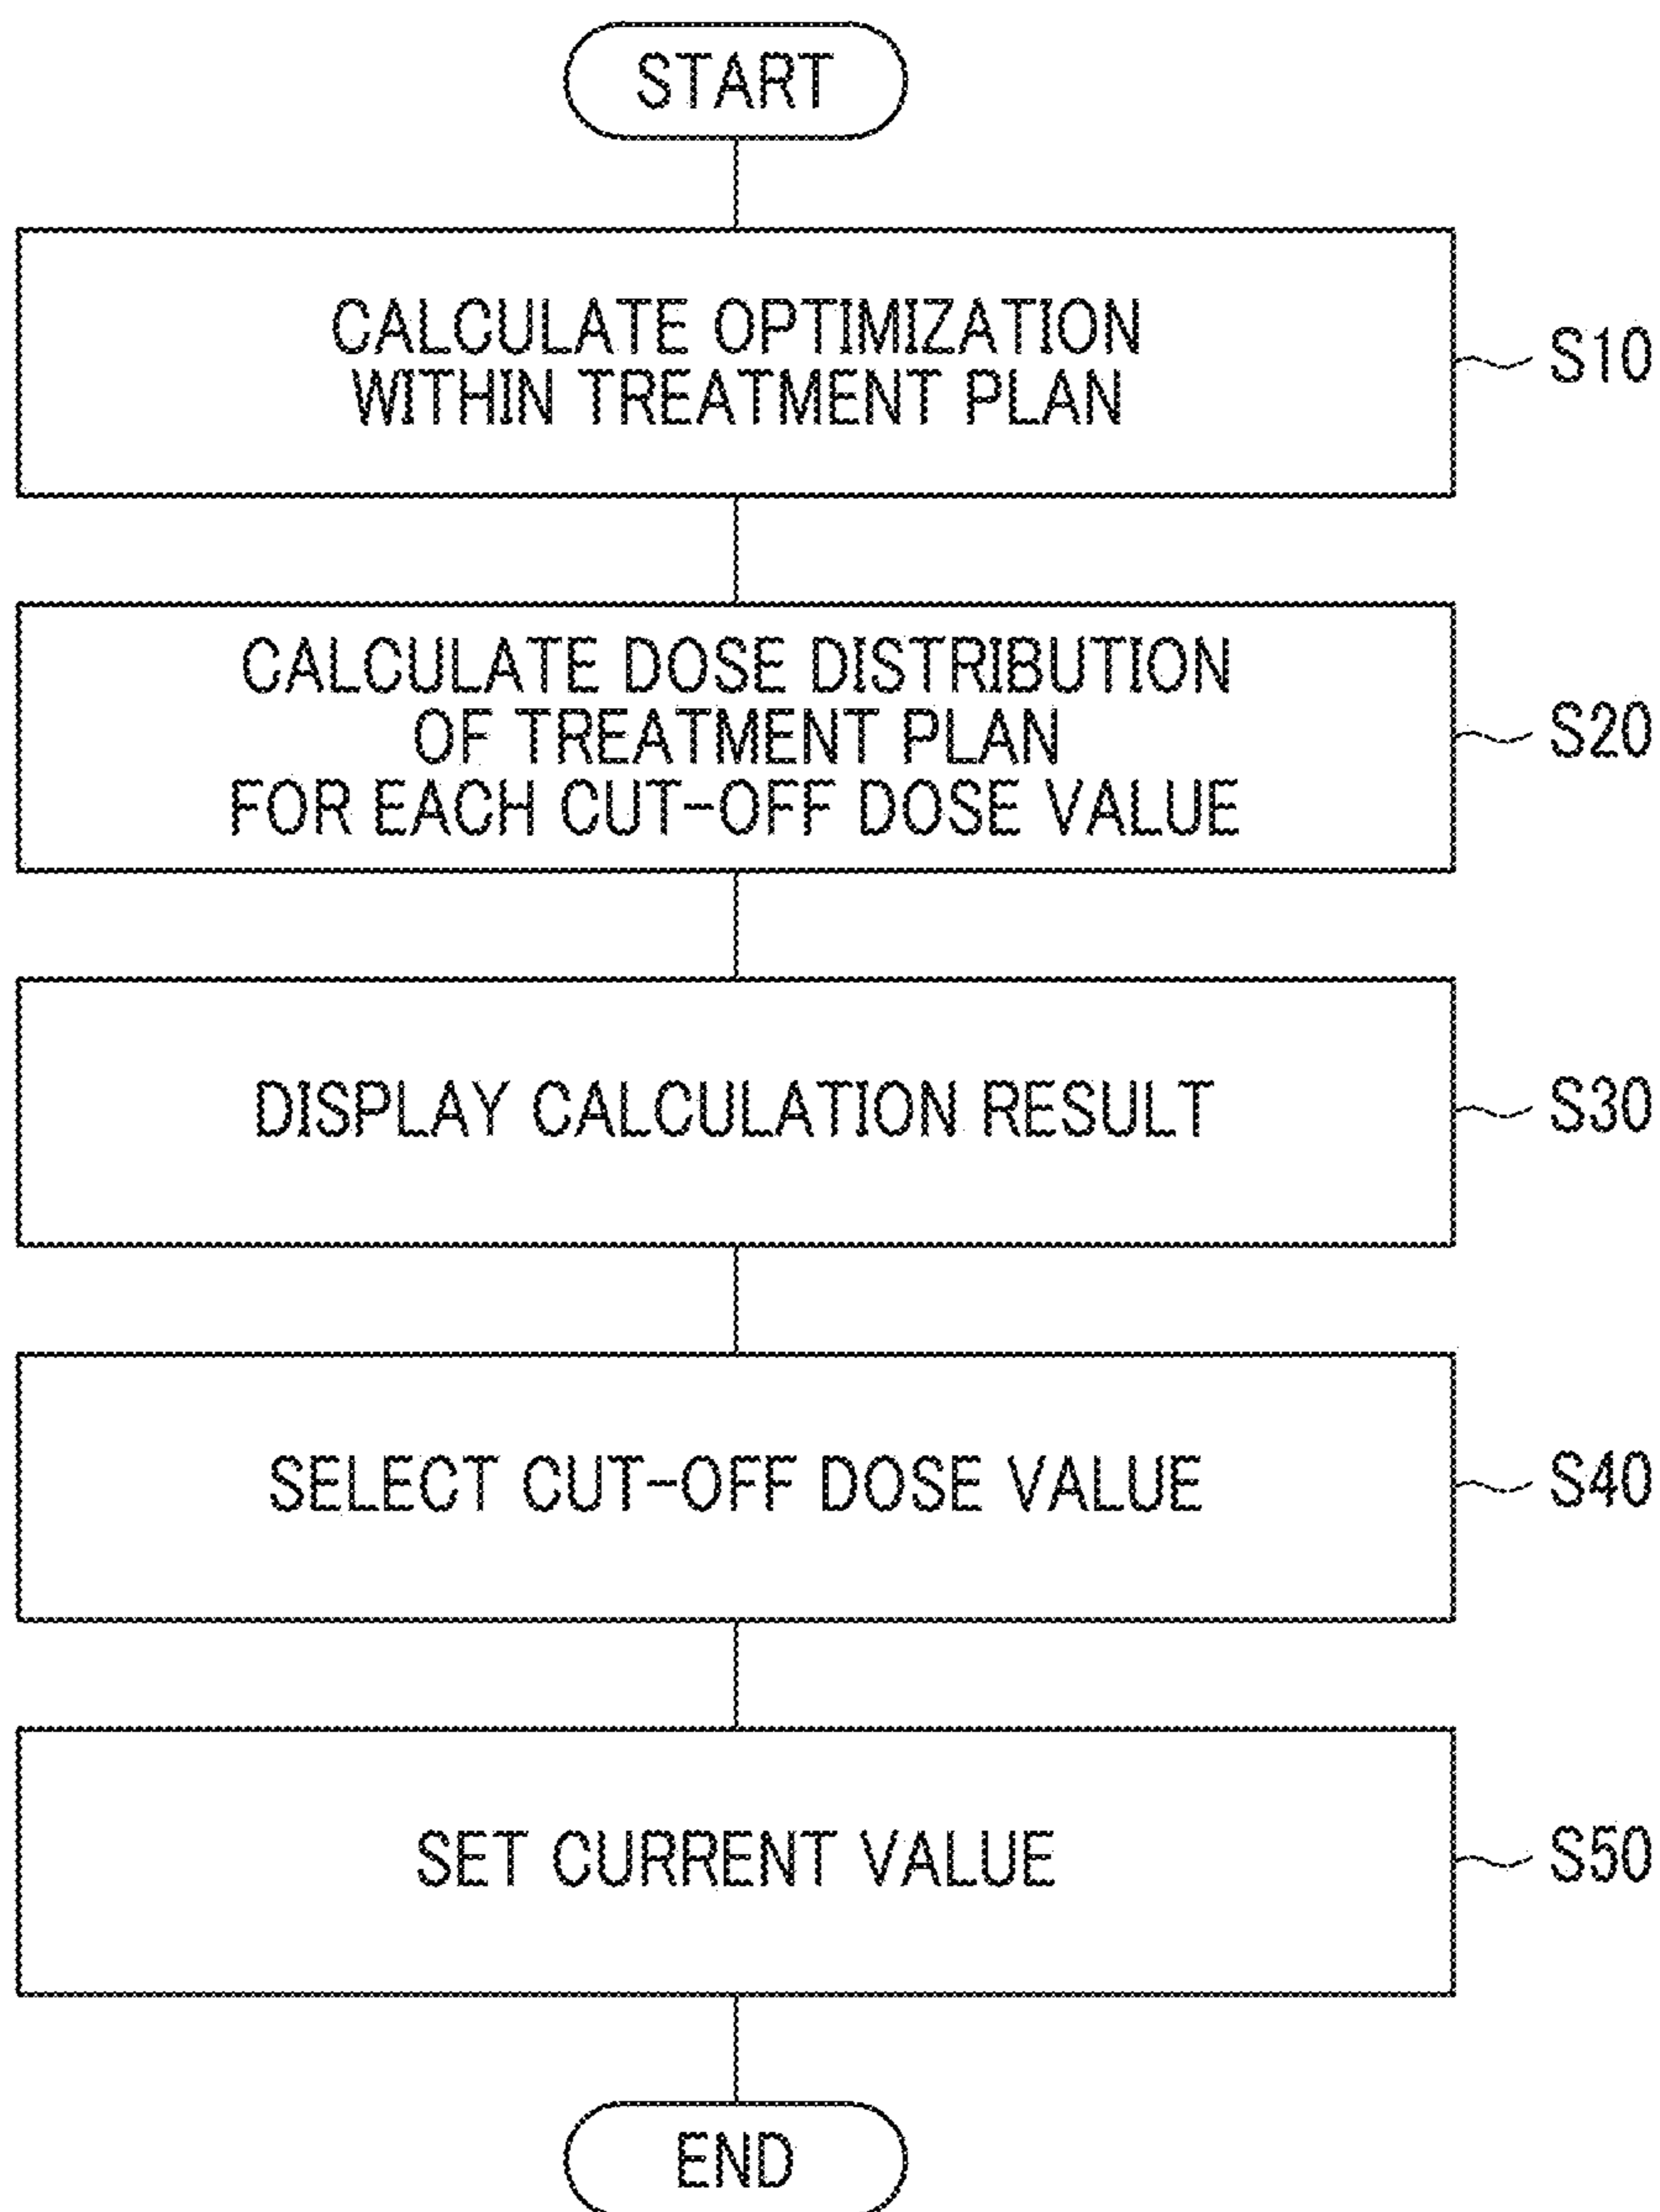 START
CALCULATE OPTIMIZATION
WITHIN TREATMENT PLAN
S10
CALCULATE DOSE DISTRIBUTION
OF TREATMENT PLAN
FOR EACH CUT-OFF DOSE VALUE
S20
DISPLAY CALCULATION RESULT
S30
SELECT CUT-OFF DOSE VALUE
S40
SET CURRENT VALUE
S50
END